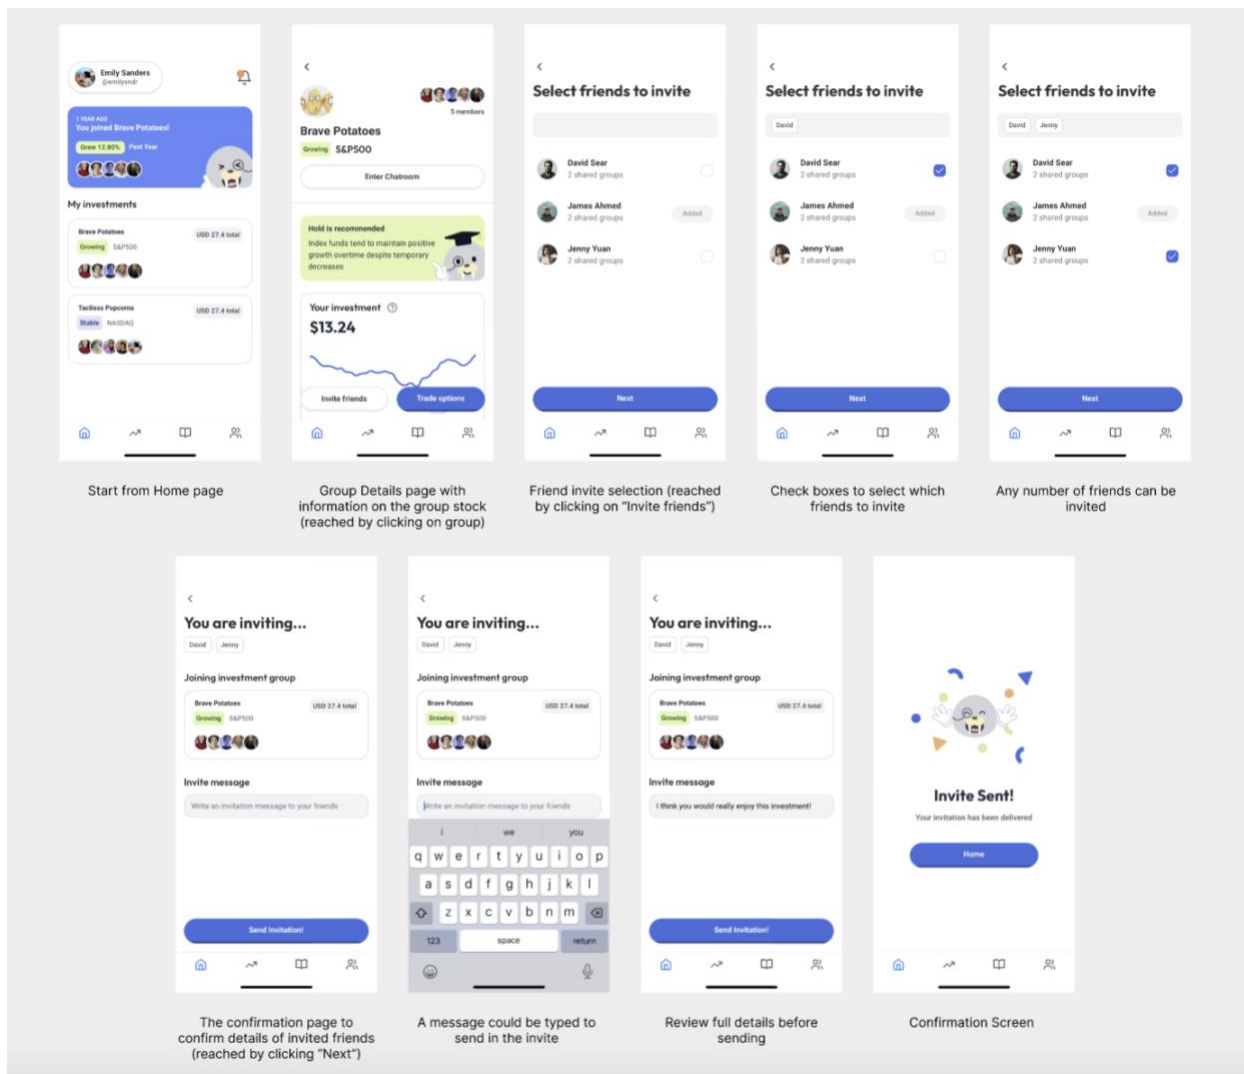 Emily Sanders
@emilysndr
1 YEAR AGO
You joined Brave Potatoes!
Grew 12.80% Past Year
My investments
Brave Potatoes
USD 27.4 total
Growing S&P500
Tactless Popcorns
USD 27.4 total
Stable NASDAQ
Start from Home page
5 members
Brave Potatoes
Growing S&P500
Enter Chatroom
Hold is recommended
Index funds tend to maintain positive
growth overtime despite temporary
decreases
Your investment
$13.24
Invite friends
Trade options
Group Details page with
information on the group stock
(reached by clicking on group)
Select friends to invite
David Sear
2 shared groups
James Ahmed
2 shared groups
Added
Jenny Yuan
2 shared groups
Next
Friend invite selection (reached
by clicking on "Invite friends")
Select friends to invite
David
David Sear
2 shared groups
James Ahmed
2 shared groups
Added
Jenny Yuan
2 shared groups
Next
Check boxes to select which
friends to invite
Select friends to invite
David Jenny
David Sear
2 shared groups
James Ahmed
2 shared groups
Added
Jenny Yuan
2 shared groups
Next
Any number of friends can be
invited
You are inviting...
David Jenny
Joining investment group
Brave Potatoes
USD 27.4 total
Growing S&P500
Invite message
Write an invitation message to your friends
Send Invitation!
The confirmation page to
confirm details of invited friends
(reached by clicking "Next")
You are inviting...
David Jenny
Joining investment group
Brave Potatoes
USD 27.4 total
Growing S&P500
Invite message
Write an invitation message to your friends
i we you
q w e r t y u i o p
a s d f g h j k l
z x c v b n m
123 space return
A message could be typed to
send in the invite
You are inviting...
David Jenny
Joining investment group
Brave Potatoes
USD 27.4 total
Growing S&P500
Invite message
I think you would really enjoy this investment!
Send Invitation!
Review full details before
sending
Invite Sent!
Your invitation has been delivered
Home
Confirmation Screen